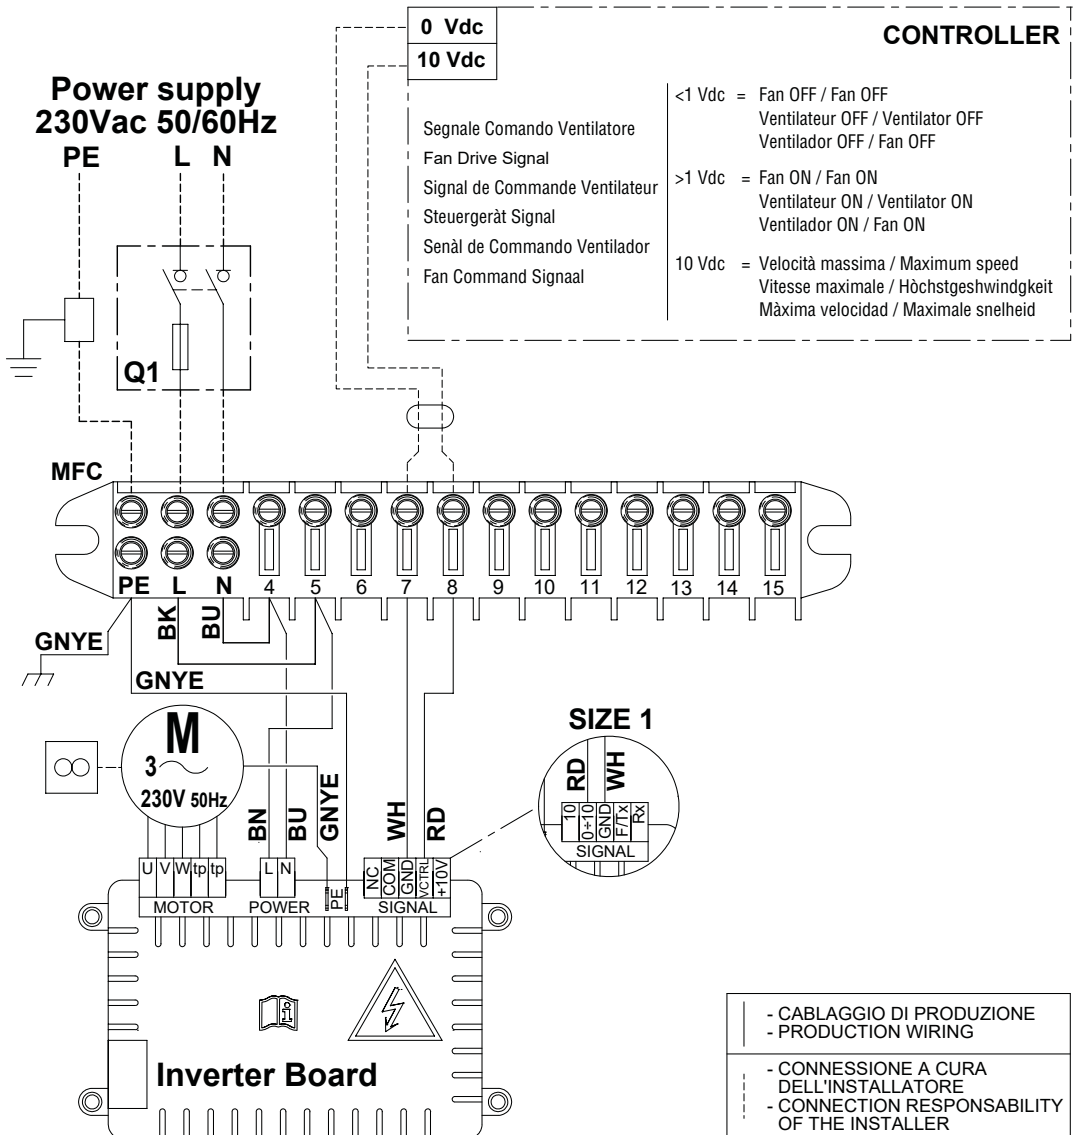 0 Vdc
10 Vdc
CONTROLLER
Segnale Comando Ventilatore
Fan Drive Signal
Signal de Commande Ventilateur
Steuergeràt Signal
Senàl de Commando Ventilador
Fan Command Signaal
<1 Vdc = Fan OFF / Fan OFF
Ventilateur OFF / Ventilator OFF
Ventilador OFF / Fan OFF
>1 Vdc = Fan ON / Fan ON
Ventilateur ON / Ventilator ON
Ventilador ON / Fan ON
10 Vdc = Velocità massima / Maximum speed
Vitesse maximale / Hòchstgeshwindgkeit
Màxima velocidad / Maximale snelheid
Power supply
230Vac 50/60Hz
PE L N
Q1
MFC
PE L N 4 5 6 7 8 9 10 11 12 13 14 15
GNYE
BK
BU
GNYE
M
3
230V 50Hz
BN
BU
GNYE
WH
RD
SIZE 1
RD
WH
10
0÷10
GND
F/Tx
Rx
SIGNAL
U V W tp tp
MOTOR
L N
POWER
PE
NC
COM
GND
VCTRL
+10V
SIGNAL
i
Inverter Board
- CABLAGGIO DI PRODUZIONE
- PRODUCTION WIRING
- CONNESSIONE A CURA
DELL'INSTALLATORE
- CONNECTION RESPONSABILITY
OF THE INSTALLER